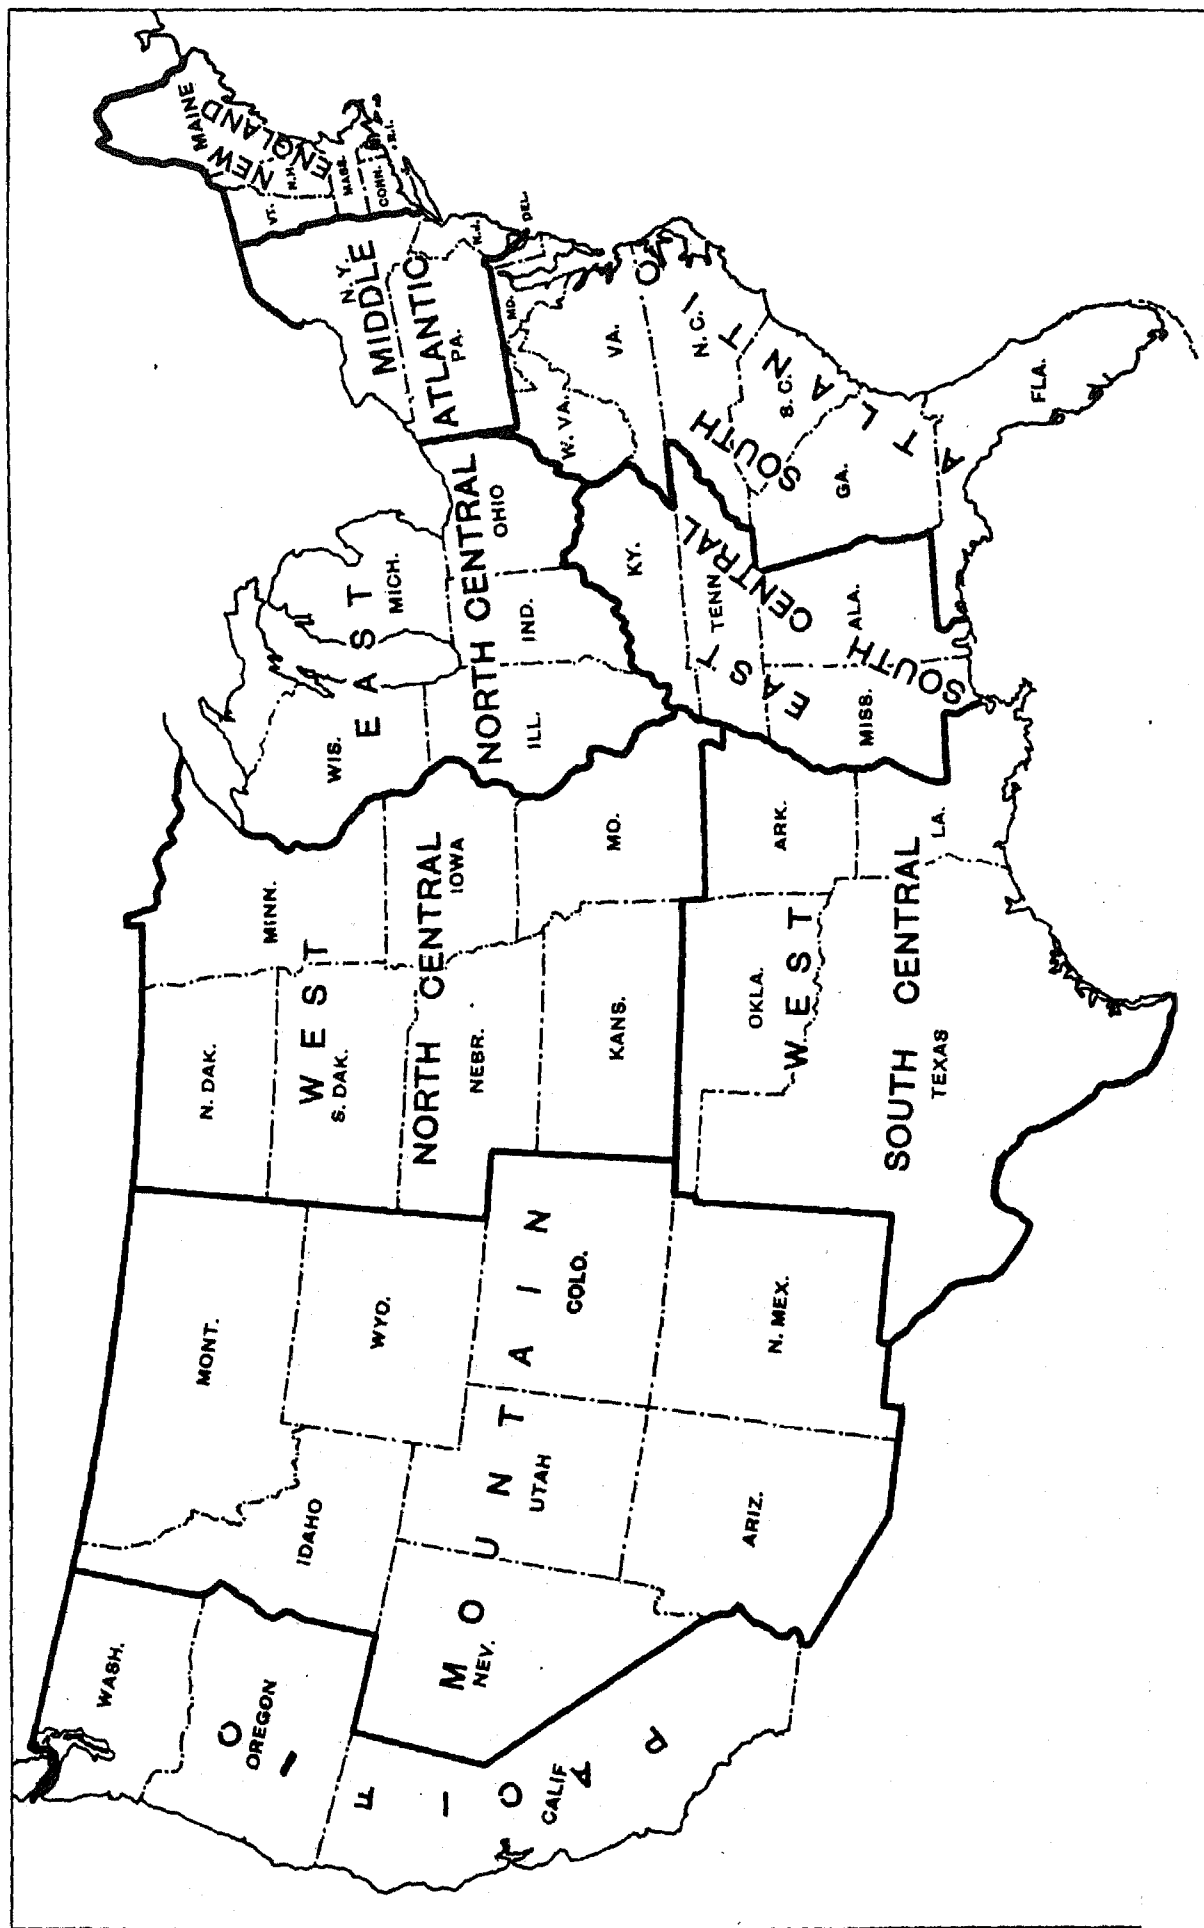 WASH.
OREGON
CALIF
PACIFIC
MOUNTAIN
NEV.
IDAHO
MONT.
WYO.
UTAH
COLO.
ARIZ.
N. MEX.
WEST
NORTH CENTRAL
N. DAK.
S. DAK.
NEBR.
KANS.
MINN.
IOWA
MO.
WEST
SOUTH CENTRAL
OKLA.
TEXAS
ARK.
LA.
EAST
NORTH CENTRAL
WIS.
MICH.
ILL.
IND.
OHIO
EAST
SOUTH CENTRAL
KY.
TENN
MISS.
ALA.
SOUTH
ATLANTIC
W. VA.
VA.
MD.
DEL.
N.C.
S.C.
GA.
FLA.
MIDDLE
ATLANTIC
N.Y.
PA.
N.J.
NEW
ENGLAND
MAINE
VT.
N.H.
MASS.
CONN.
R.I.